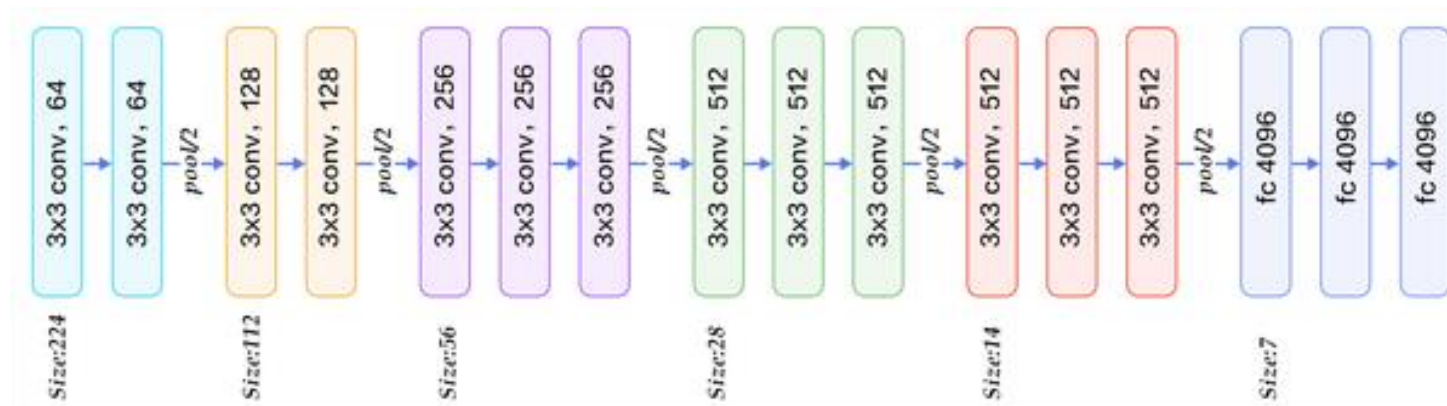 3x3 conv, 64
3x3 conv, 64
pool/2
3x3 conv, 128
3x3 conv, 128
pool/2
3x3 conv, 256
3x3 conv, 256
3x3 conv, 256
pool/2
3x3 conv, 512
3x3 conv, 512
3x3 conv, 512
pool/2
3x3 conv, 512
3x3 conv, 512
3x3 conv, 512
pool/2
fc 4096
fc 4096
fc 4096
Size:224
Size:112
Size:56
Size:28
Size:14
Size:7